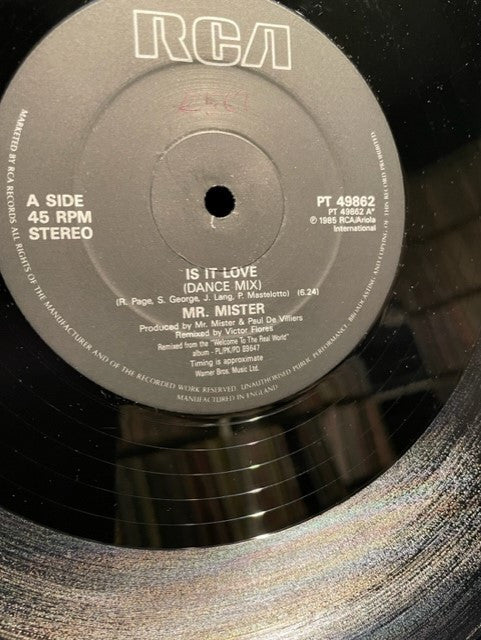 RCA
A SIDE
45 RPM
STEREO
PT 49862
PT 49862 A
℗ 1985 RCA/Ariola
International
IS IT LOVE
(DANCE MIX)
(R. Page, S. George, J. Lang, P. Mastelotto) (6.24)
MR. MISTER
Produced by Mr. Mister & Paul De Villiers
Remixed by Victor Flores
Remixed from the "Welcome To The Real World"
album - PL/PK/PD 89647
Timing is approximate
Warner Bros. Music Ltd.
MARKETED BY RCA RECORDS ALL RIGHTS OF THE MANUFACTURER AND OF THE RECORDED WORK RESERVED. UNAUTHORISED PUBLIC PERFORMANCE, BROADCASTING AND COPYING OF THIS RECORD PROHIBITED.
MANUFACTURED IN ENGLAND